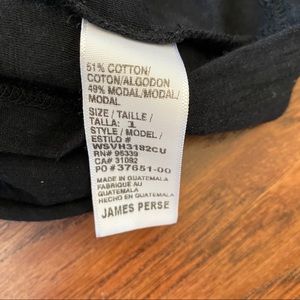 51% COTTON/
COTON/ALGODON
49% MODAL/MODAL/
MODAL
SIZE / TAILLE /
TALLA: 1
STYLE / MODEL /
ESTILO #
WSVH3182CU
RN# 96339
CA# 31092
PO #37651-00
MADE IN GUATEMALA
FABRIQUE AU
GUATEMALA
HECHO EN GUATEMALA
JAMES PERSE